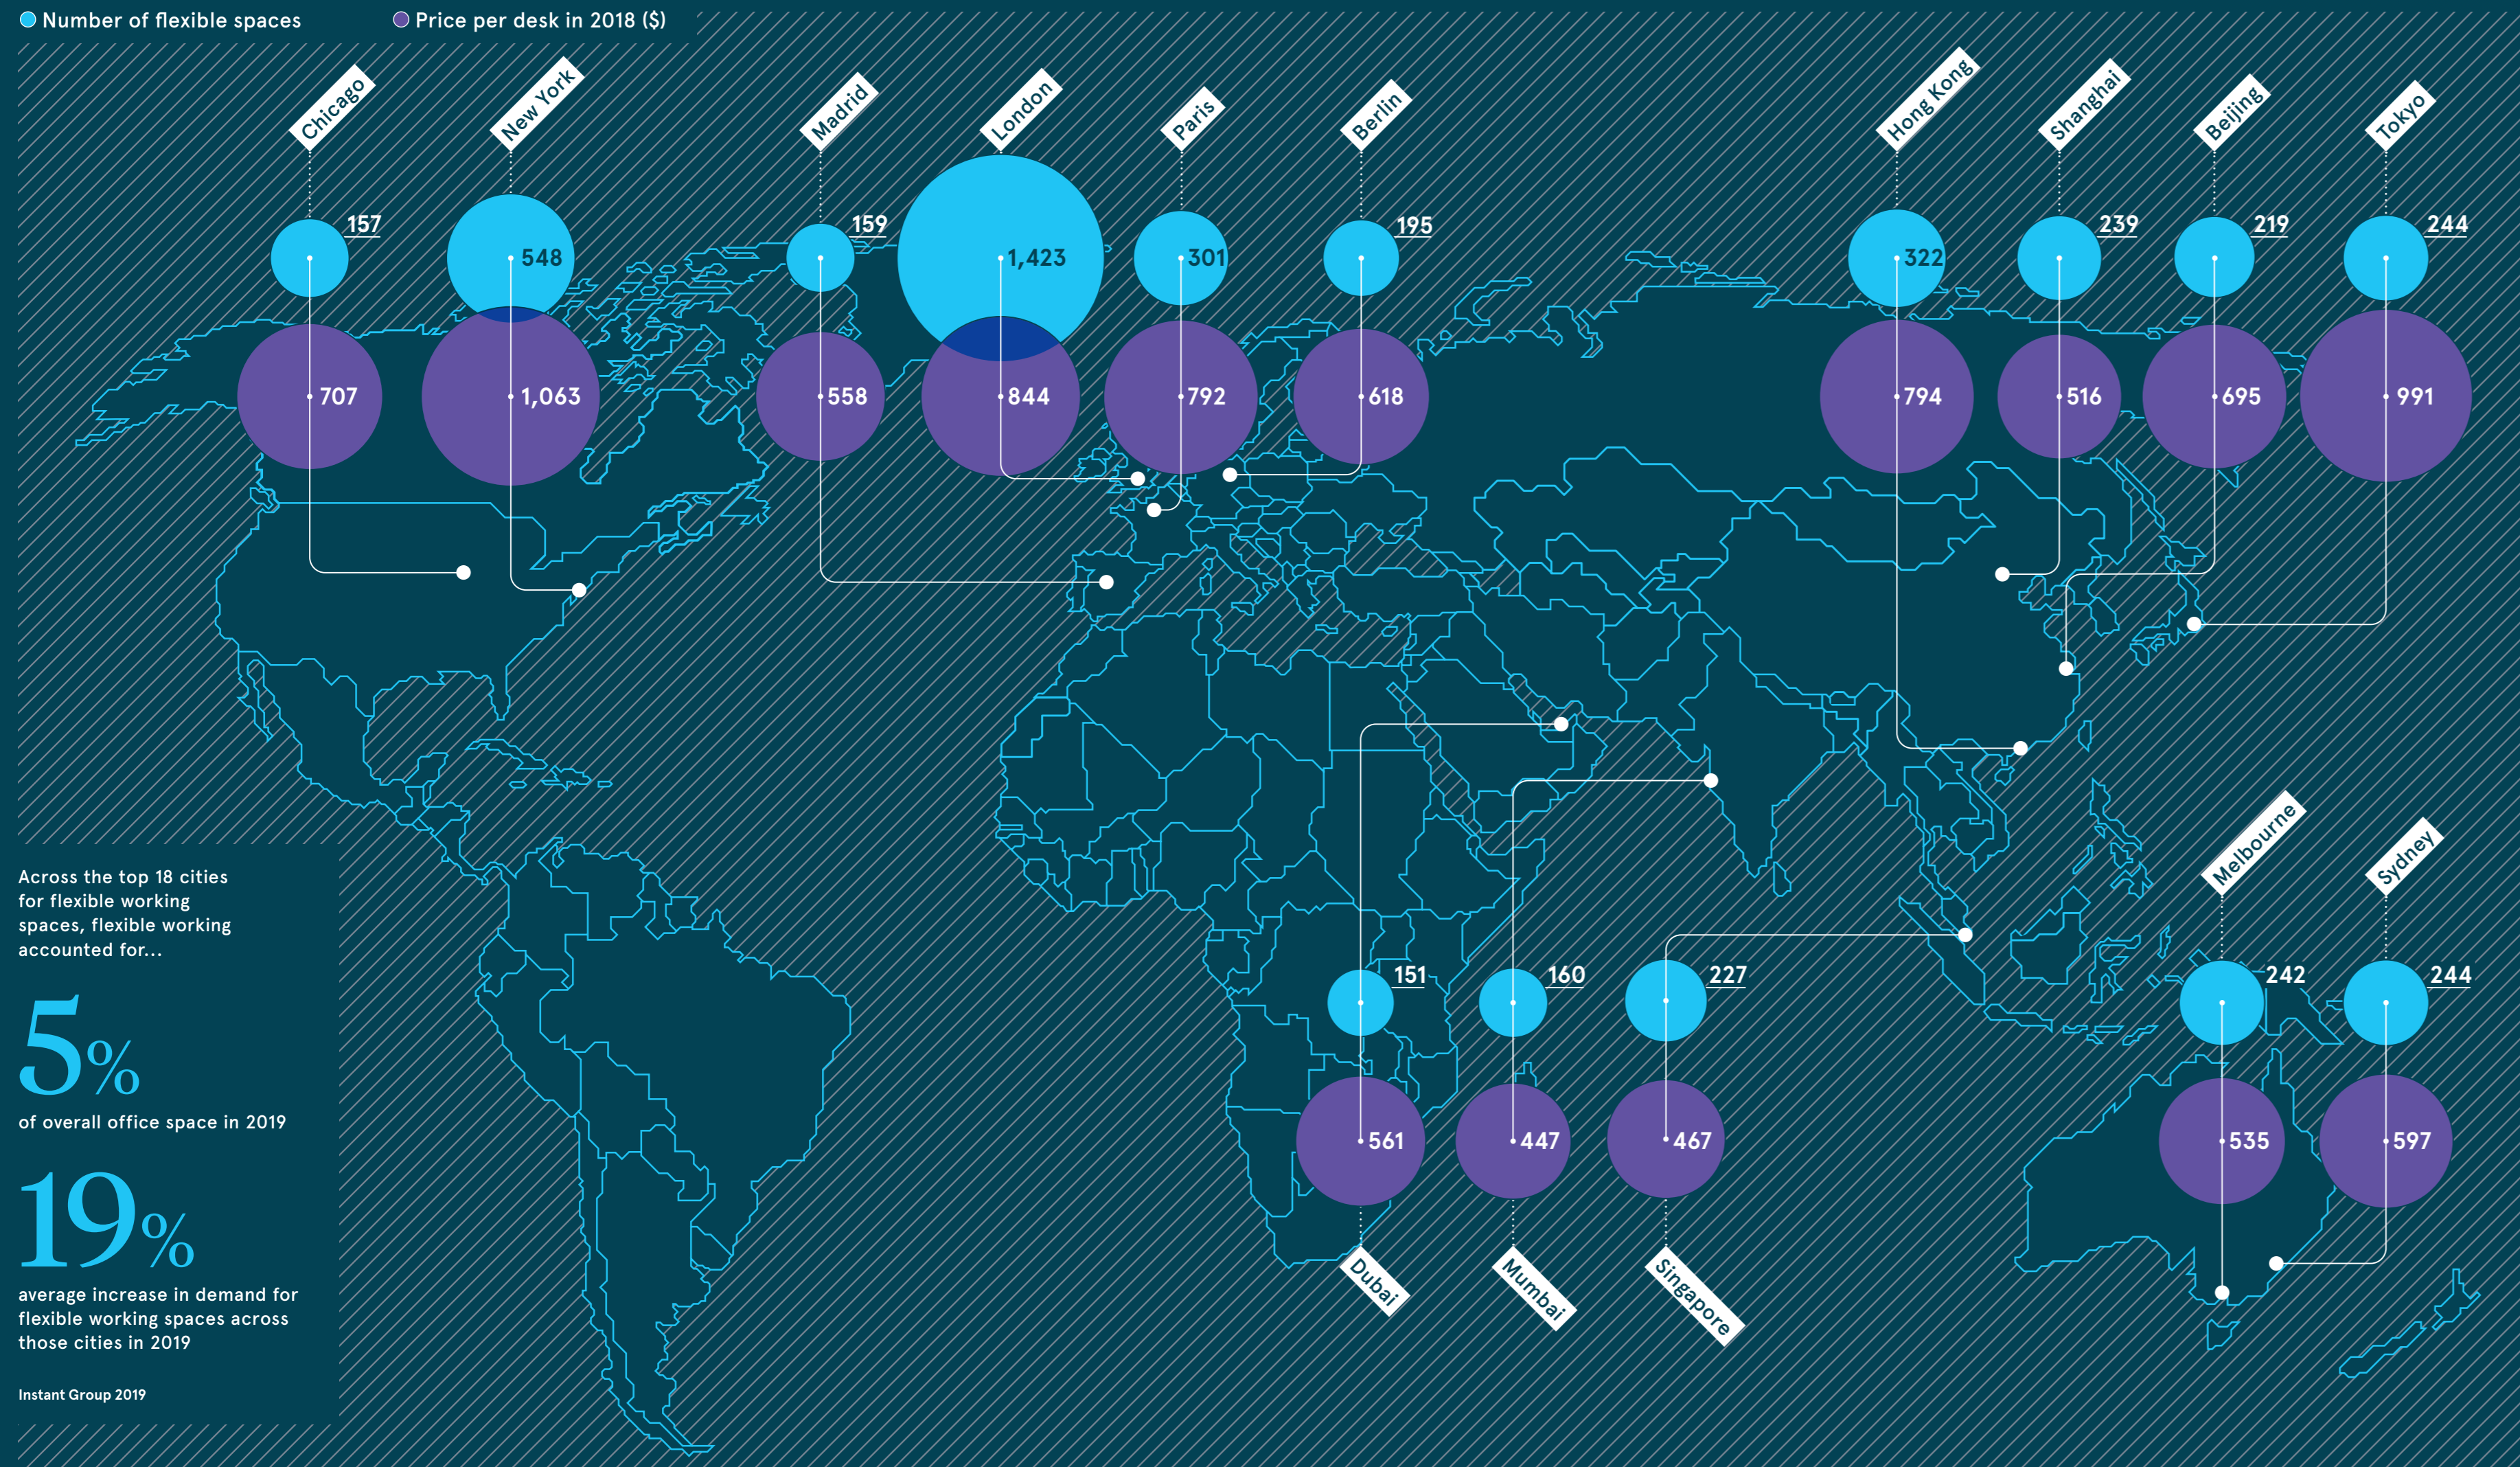 Number of flexible spaces
Price per desk in 2018 ($)
Chicago
New York
Madrid
London
Paris
Berlin
Hong Kong
Shanghai
Beijing
Tokyo
157
548
159
1,423
301
195
322
239
219
244
707
1,063
558
844
792
618
794
516
695
991
Melbourne
Sydney
Across the top 18 cities
for flexible working
spaces, flexible working
accounted for...
5%
of overall office space in 2019
19%
average increase in demand for
flexible working spaces across
those cities in 2019
Instant Group 2019
151
160
227
242
244
561
447
467
535
597
Dubai
Mumbai
Singapore